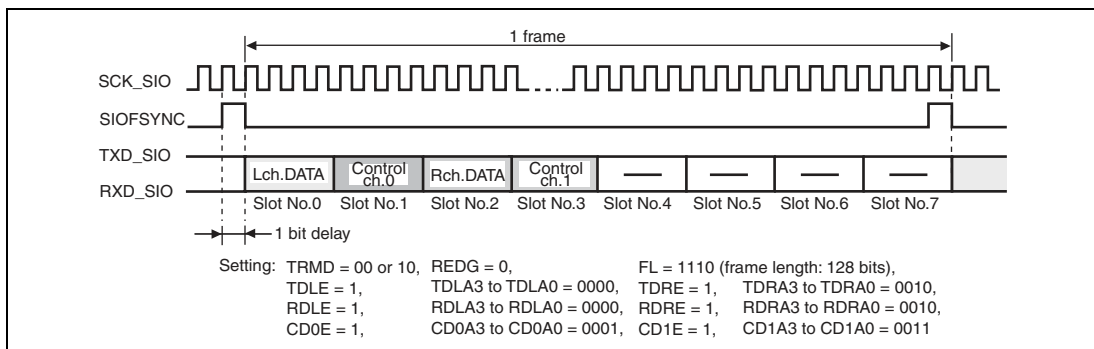 1 frame
SCK_SIO
SIOFSYNC
TXD_SIO
RXD_SIO
Lch.DATA Control ch.0 Rch.DATA Control ch.1 — — — —
Slot No.0 Slot No.1 Slot No.2 Slot No.3 Slot No.4 Slot No.5 Slot No.6 Slot No.7
1 bit delay
Setting: TRMD = 00 or 10, REDG = 0, FL = 1110 (frame length: 128 bits),
TDLE = 1, TDLA3 to TDLA0 = 0000, TDRE = 1, TDRA3 to TDRA0 = 0010,
RDLE = 1, RDLA3 to RDLA0 = 0000, RDRE = 1, RDRA3 to RDRA0 = 0010,
CD0E = 1, CD0A3 to CD0A0 = 0001, CD1E = 1, CD1A3 to CD1A0 = 0011